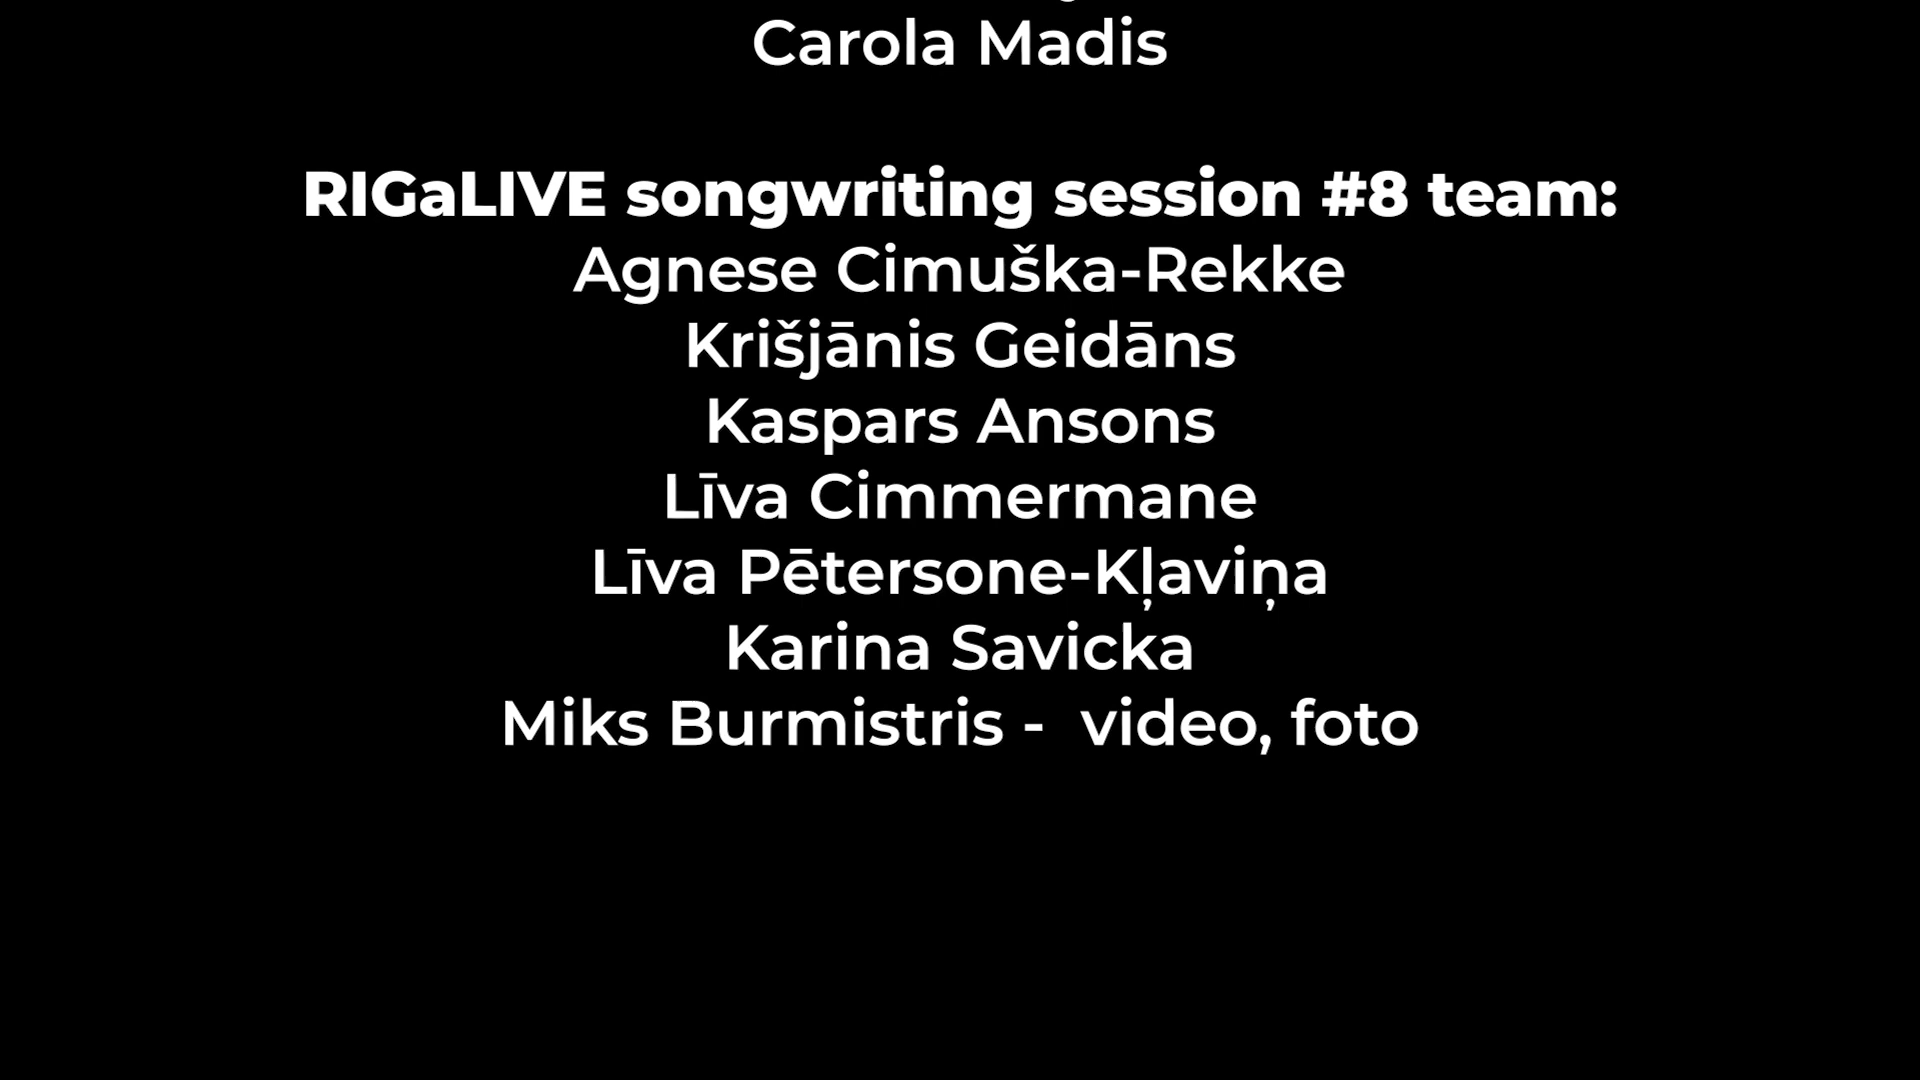 Carola Madis
RIGaLIVE songwriting session #8 team:
Agnese Cimuška-Rekke
Krišjānis Geidāns
Kaspars Ansons
Līva Cimmermane
Līva Pētersone-Kļaviņa
Karina Savicka
Miks Burmistris -  video, foto